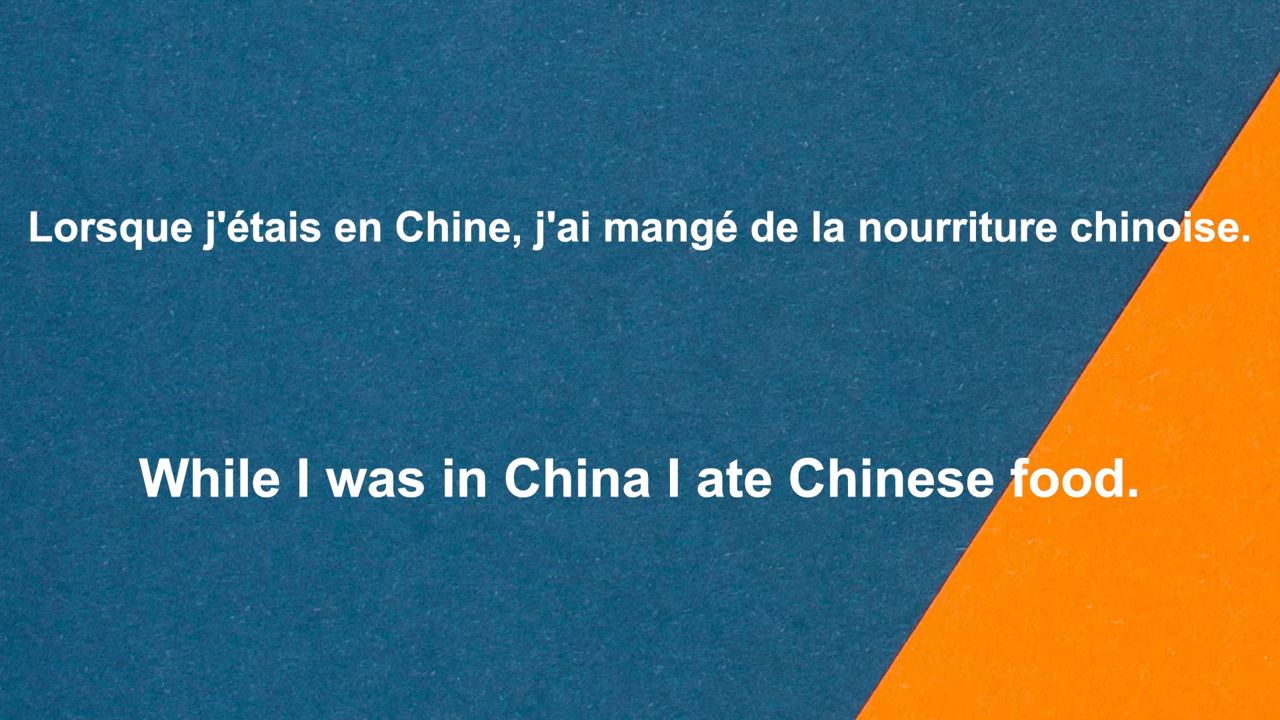 Lorsque j'étais en Chine, j'ai mangé de la nourriture chinoise.
While I was in China I ate Chinese food.